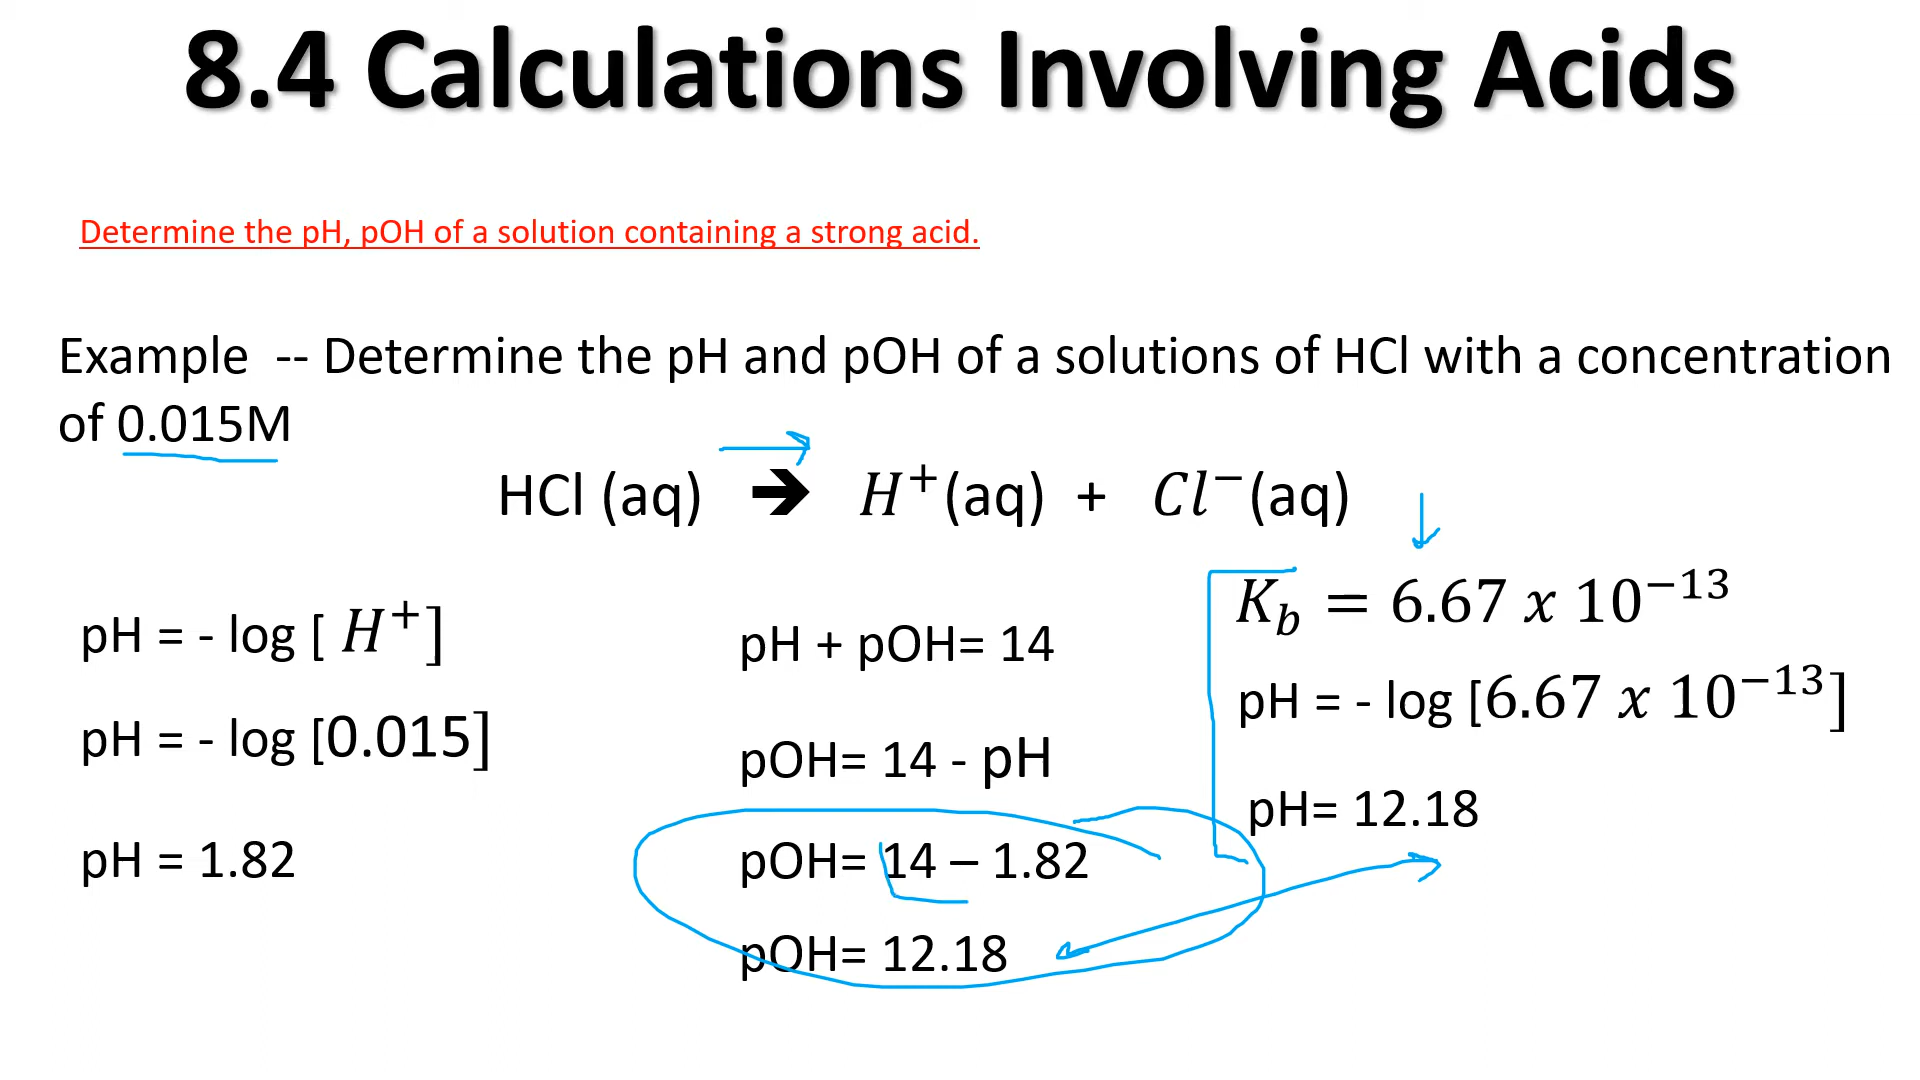 8.4 Calculations Involving Acids
Determine the pH, pOH of a solution containing a strong acid.
Example -- Determine the pH and pOH of a solutions of HCl with a concentration
of 0.015M
HCl (aq) ➔ H⁺(aq) + Cl⁻(aq)
pH = - log [ H⁺]
pH = - log [0.015]
pH = 1.82
pH + pOH= 14
pOH= 14 - pH
pOH= 14 – 1.82
pOH= 12.18
K_b = 6.67 x 10⁻¹³
pH = - log [6.67 x 10⁻¹³]
pH= 12.18